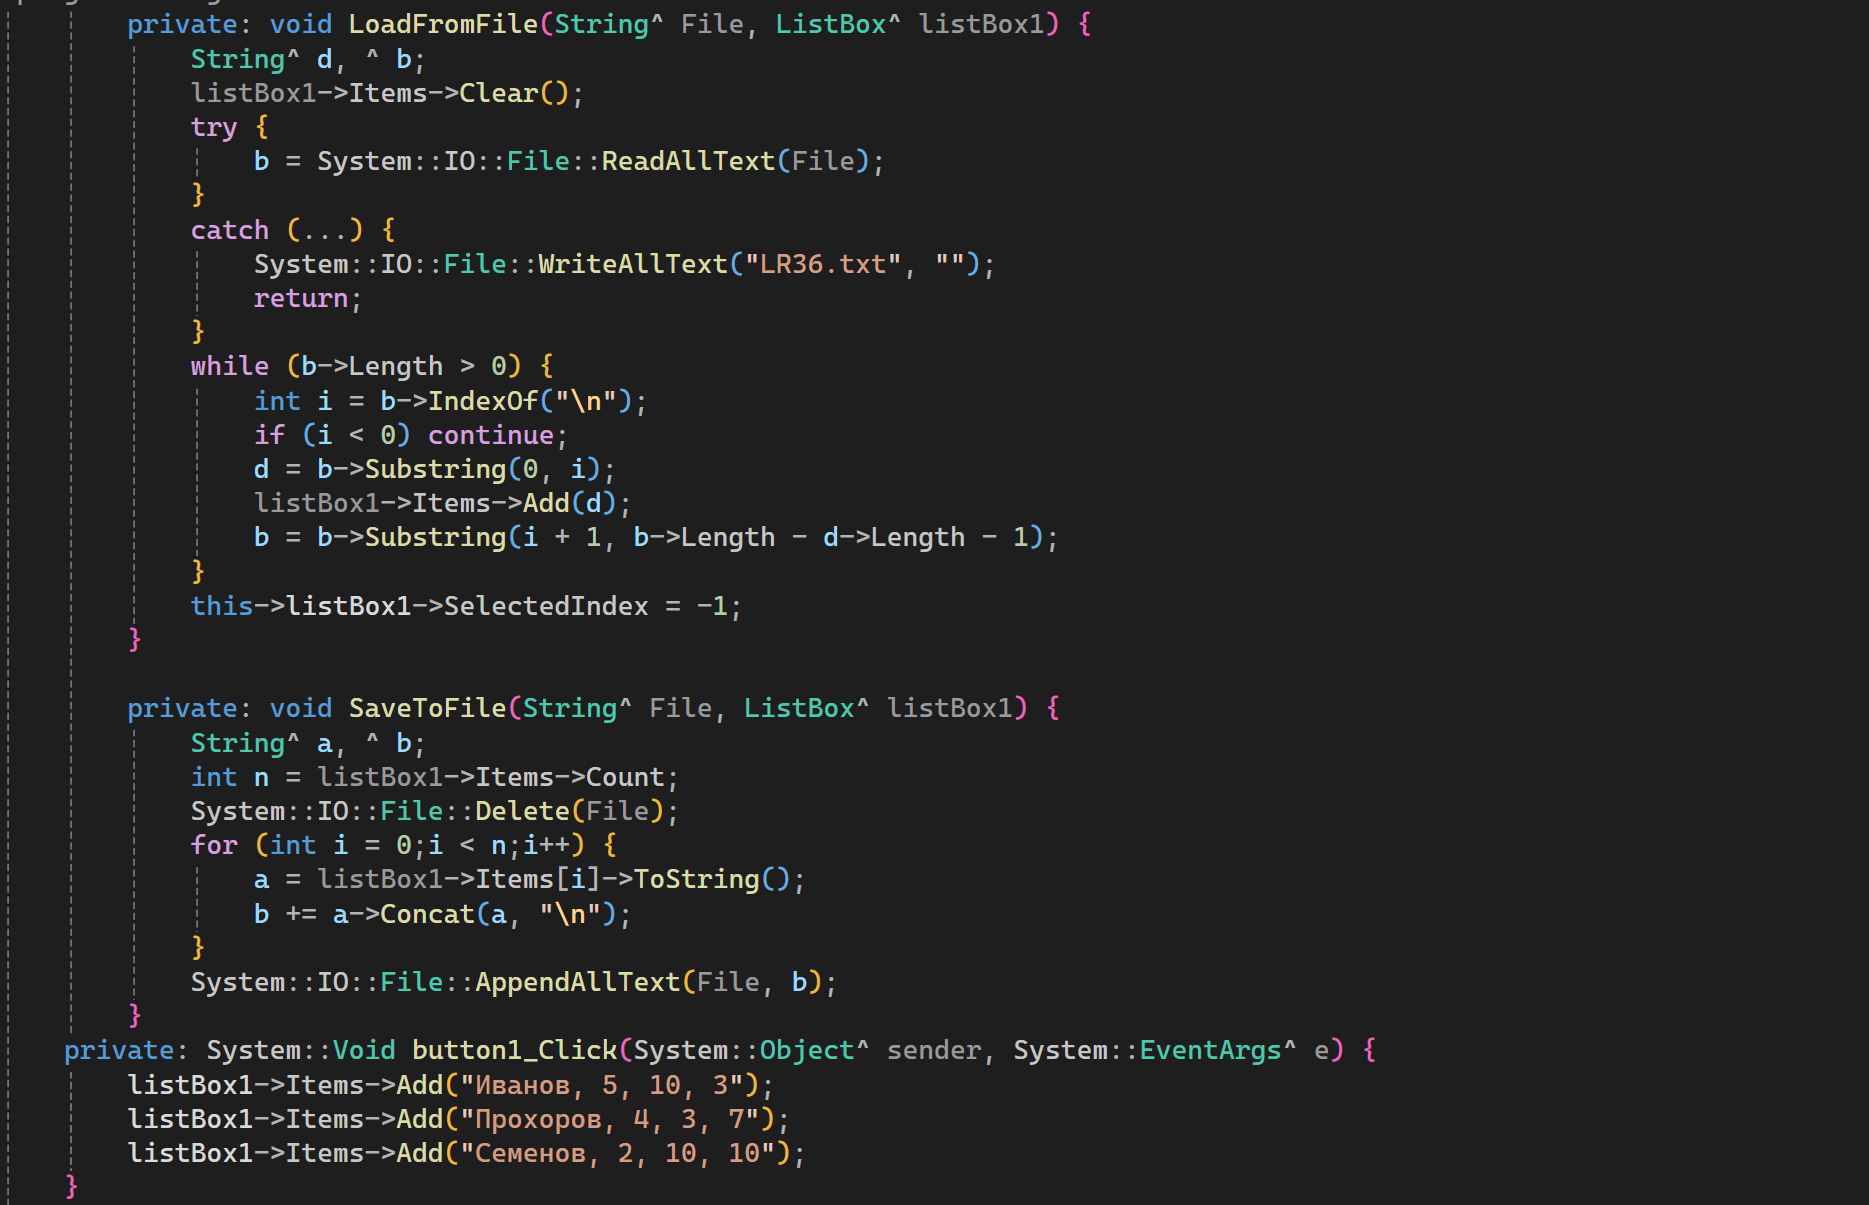 private: void LoadFromFile(String^ File, ListBox^ listBox1) {
String^ d, ^ b;
listBox1->Items->Clear();
try {
b = System::IO::File::ReadAllText(File);
}
catch (...) {
System::IO::File::WriteAllText("LR36.txt", "");
return;
}
while (b->Length > 0) {
int i = b->IndexOf("\n");
if (i < 0) continue;
d = b->Substring(0, i);
listBox1->Items->Add(d);
b = b->Substring(i + 1, b->Length - d->Length - 1);
}
this->listBox1->SelectedIndex = -1;
}
private: void SaveToFile(String^ File, ListBox^ listBox1) {
String^ a, ^ b;
int n = listBox1->Items->Count;
System::IO::File::Delete(File);
for (int i = 0;i < n;i++) {
a = listBox1->Items[i]->ToString();
b += a->Concat(a, "\n");
}
System::IO::File::AppendAllText(File, b);
}
private: System::Void button1_Click(System::Object^ sender, System::EventArgs^ e) {
listBox1->Items->Add("Иванов, 5, 10, 3");
listBox1->Items->Add("Прохоров, 4, 3, 7");
listBox1->Items->Add("Семенов, 2, 10, 10");
}